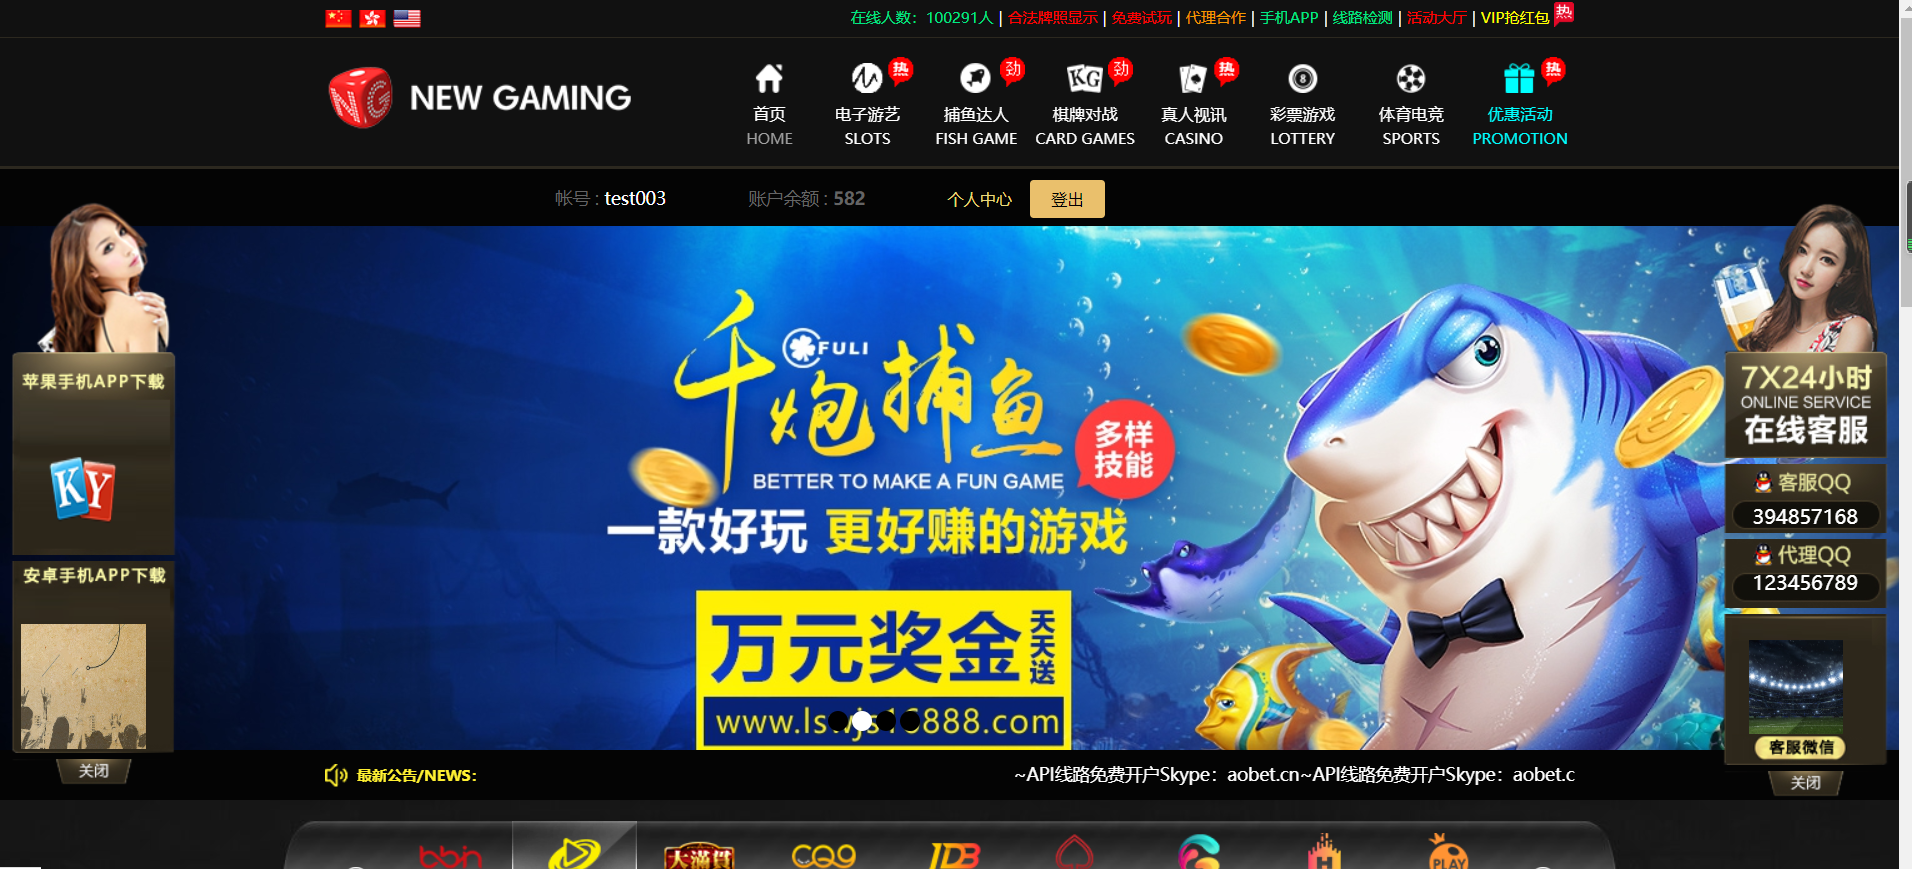 在线人数：100291人 | 合法牌照显示 | 免费试玩 | 代理合作 | 手机APP | 线路检测 | 活动大厅 | VIP抢红包 热
NG NEW GAMING
热 劲 劲 热 热
首页 电子游艺 捕鱼达人 棋牌对战 真人视讯 彩票游戏 体育电竞 优惠活动
HOME SLOTS FISH GAME CARD GAMES CASINO LOTTERY SPORTS PROMOTION
帐号 : test003 账户余额 : 582 个人中心 登出
苹果手机APP下载
KY
安卓手机APP下载
关闭
FULI
千炮捕鱼
多样
技能
BETTER TO MAKE A FUN GAME
一款好玩 更好赚的游戏
万元奖金 天天送
7X24小时
ONLINE SERVICE
在线客服
客服QQ
394857168
代理QQ
123456789
客服微信
关闭
最新公告/NEWS：
~API线路免费开户Skype：aobet.cn~API线路免费开户Skype：aobet.c
bbin 大满贯 CQ9 JDB H PLAY